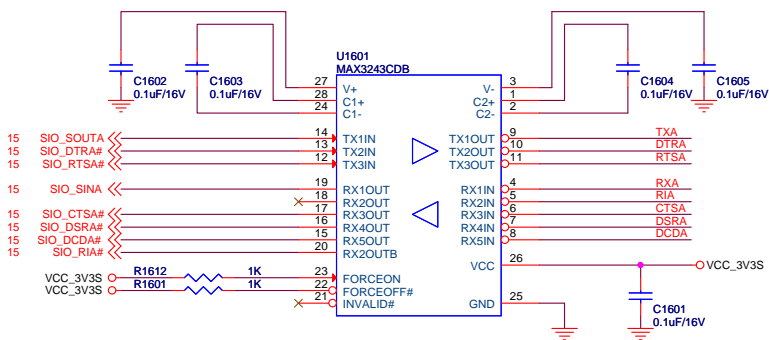 U1601
MAX3243CDB
C1602
0.1uF/16V
C1603
0.1uF/16V
C1604
0.1uF/16V
C1605
0.1uF/16V
27 V+ V- 3
28 C1+ C2+ 1
24 C1- C2- 2
15 SIO_SOUTA 14 TX1IN TX1OUT 9 TXA
15 SIO_DTRA# 13 TX2IN TX2OUT 10 DTRA
15 SIO_RTSA# 12 TX3IN TX3OUT 11 RTSA
15 SIO_SINA 19 RX1OUT RX1IN 4 RXA
18 RX2OUT RX2IN 5 RIA
15 SIO_CTSA# 17 RX3OUT RX3IN 6 CTSA
15 SIO_DSRA# 16 RX4OUT RX4IN 7 DSRA
15 SIO_DCDA# 15 RX5OUT RX5IN 8 DCDA
15 SIO_RIA# 20 RX2OUTB
VCC 26 VCC_3V3S
VCC_3V3S R1612 1K 23 FORCEON
VCC_3V3S R1601 1K 22 FORCEOFF#
21 INVALID# GND 25
C1601
0.1uF/16V